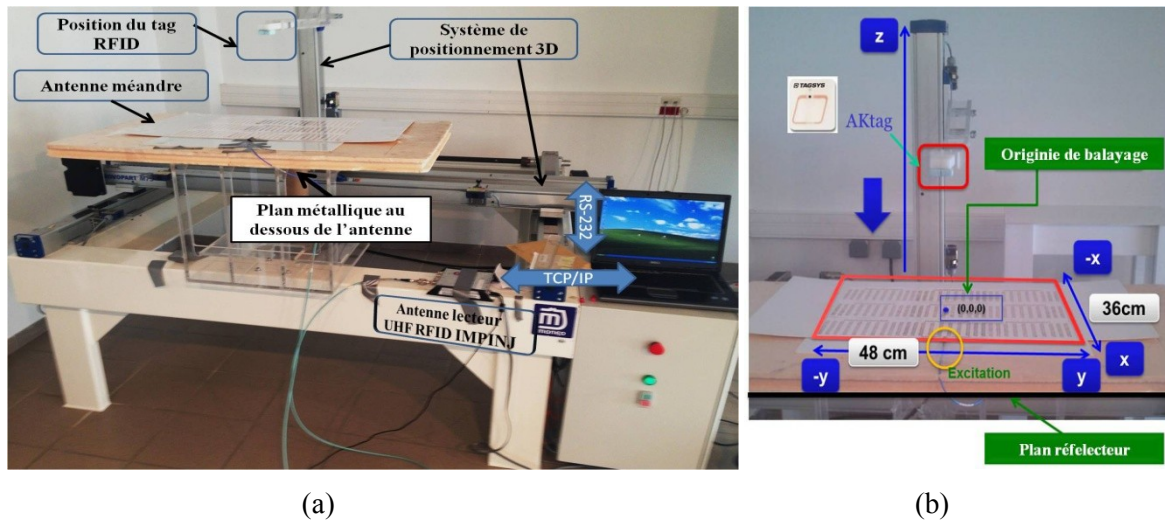 Position du tag
RFID
Système de
positionnement 3D
Antenne méandre
Plan métallique au
dessous de l'antenne
RS-232
TCP/IP
Antenne lecteur
UHF RFID IMPINJ
(a)
z
TAGSYS
AKtag
Originie de balayage
-x
(0,0,0)
36cm
48 cm
x
-y
y
Excitation
Plan réfelecteur
(b)